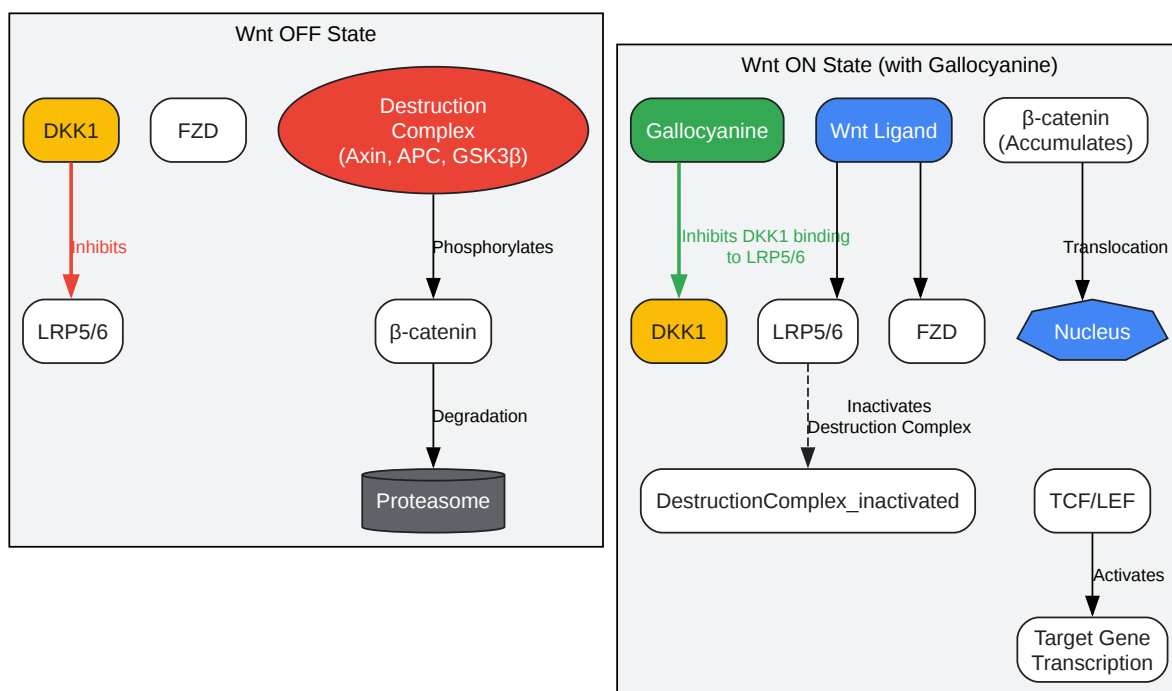 Wnt OFF State
DKK1
FZD
Destruction
Complex
(Axin, APC, GSK3β)
Inhibits
Phosphorylates
LRP5/6
β-catenin
Degradation
Proteasome
Wnt ON State (with Gallocyanine)
Gallocyanine
Wnt Ligand
β-catenin
(Accumulates)
Inhibits DKK1 binding
to LRP5/6
Translocation
DKK1
LRP5/6
FZD
Nucleus
Inactivates
Destruction Complex
DestructionComplex_inactivated
TCF/LEF
Activates
Target Gene
Transcription